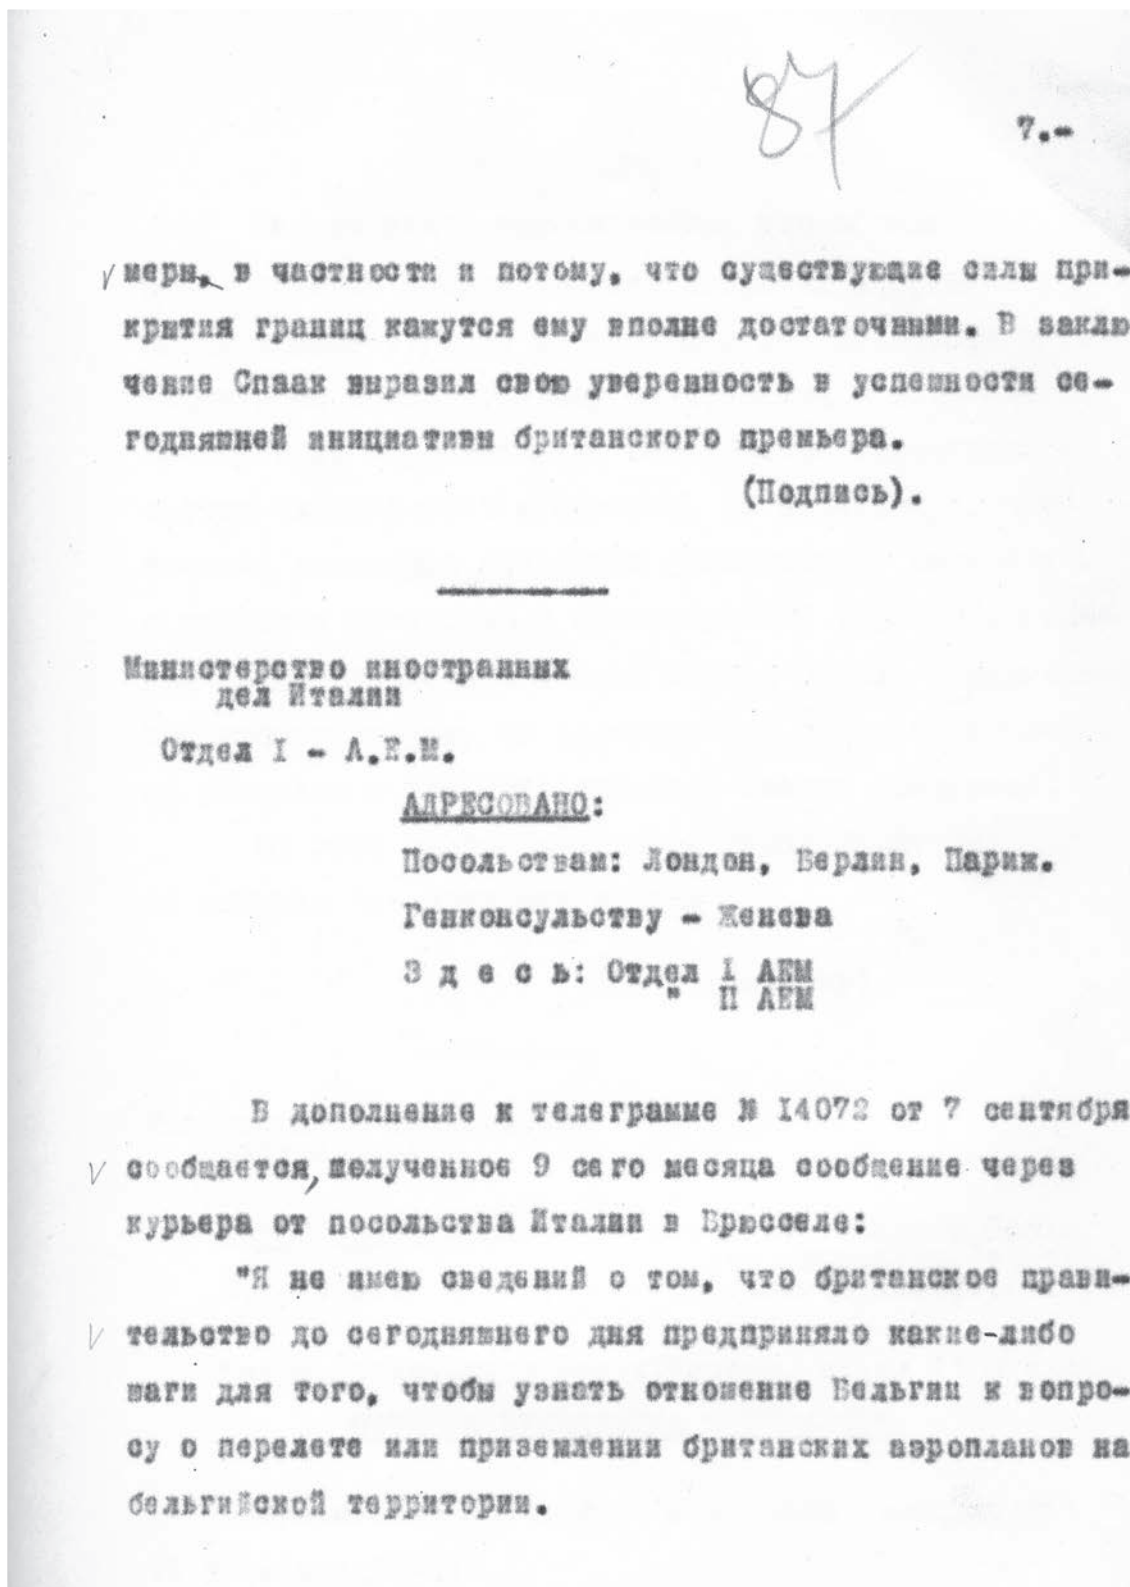 87
7.-
меры, в частности и потому, что существующие силы при-
крытия границ кажутся ему вполне достаточными. В заклю
чение Спаак выразил свою уверенность в успешности се-
годняшней инициативы британского премьера.
(Подпись).
Министерство иностранных
дел Италии
Отдел I - А.Е.М.
АДРЕСОВАНО:
Посольствам: Лондон, Берлин, Париж.
Генконсульству - Женева
З д е с ь: Отдел I АЕМ
" П АЕМ
В дополнение к телеграмме № I4072 от 7 сентября
сообщается, полученное 9 сего месяца сообщение через
курьера от посольства Италии в Брюсселе:
"Я не имею сведений о том, что британское прави-
тельство до сегодняшнего дня предприняло какие-либо
шаги для того, чтобы узнать отношение Бельгии к вопро-
су о перелете или приземлении британских аэропланов на
бельгийской территории.